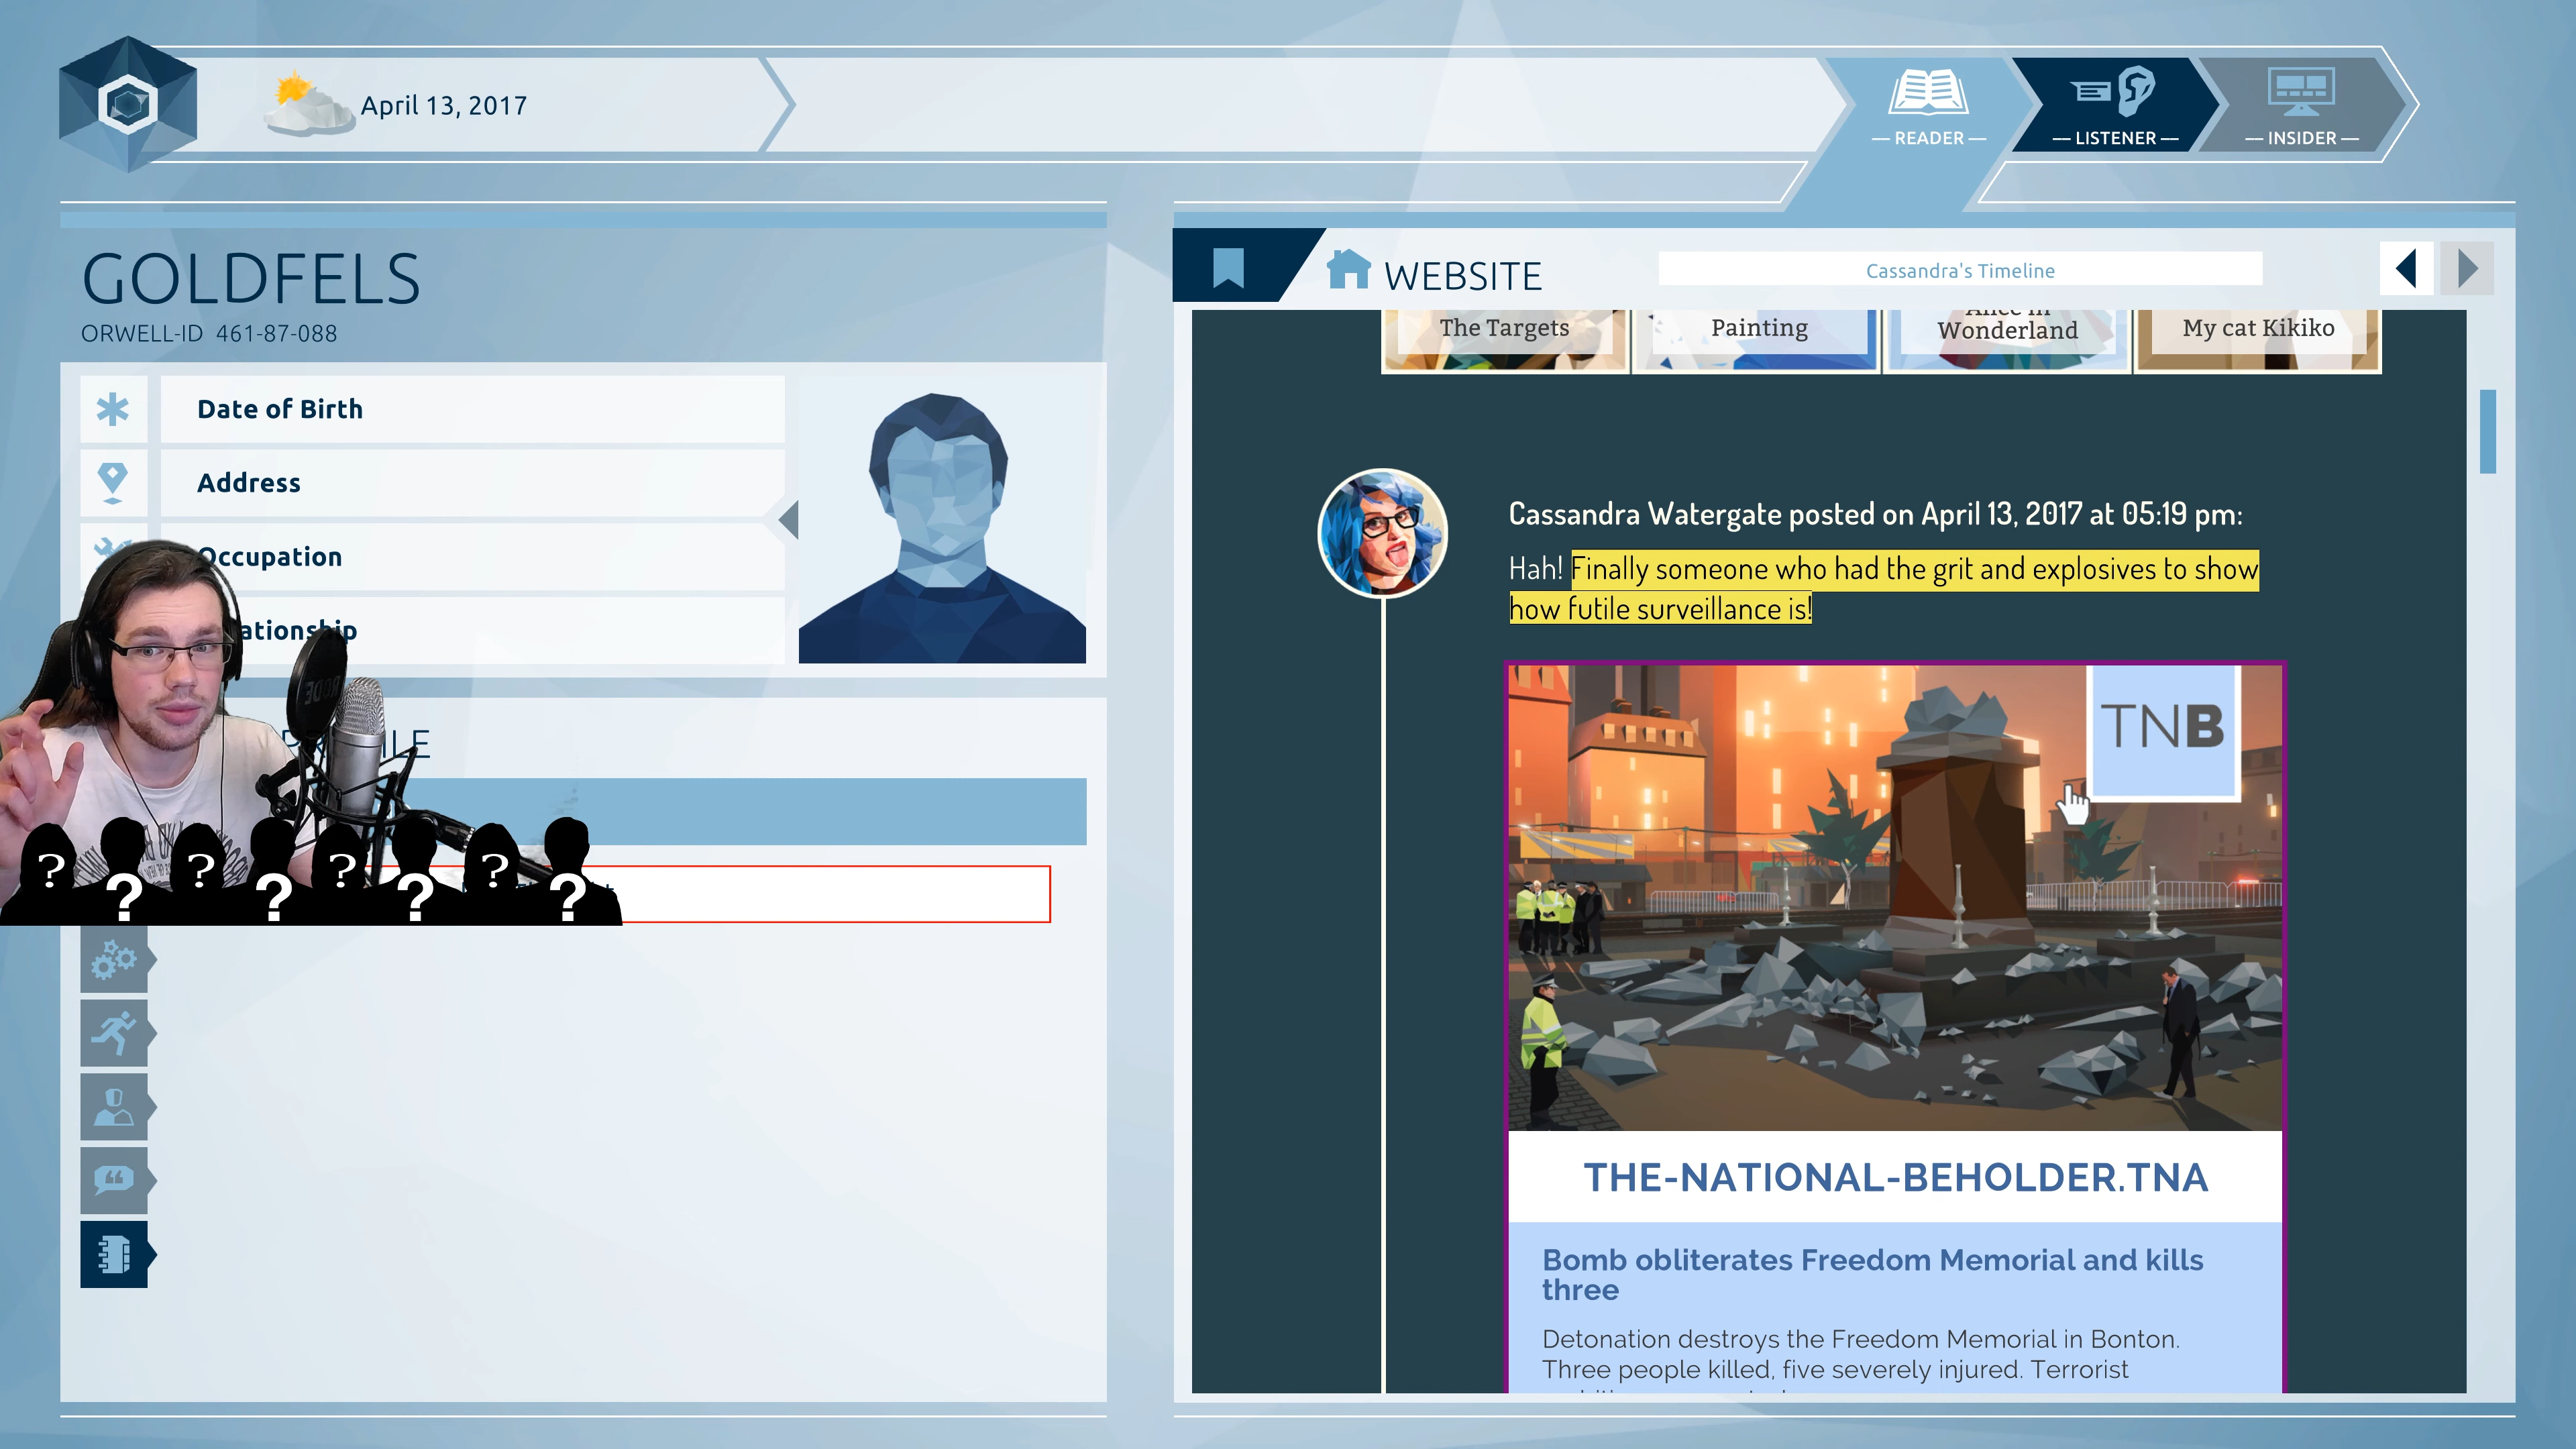 April 13, 2017
READER
LISTENER
INSIDER
GOLDFELS
ORWELL-ID 461-87-088
Date of Birth
Address
Occupation
WEBSITE
Cassandra's Timeline
The Targets
Painting
Alice in
Wonderland
My cat Kikiko
Cassandra Watergate posted on April 13, 2017 at 05:19 pm:
Hah! Finally someone who had the grit and explosives to show
how futile surveillance is!
TNB
THE-NATIONAL-BEHOLDER.TNA
Bomb obliterates Freedom Memorial and kills
three
Detonation destroys the Freedom Memorial in Bonton.
Three people killed, five severely injured. Terrorist
RODE
? ? ? ? ? ? ? ?